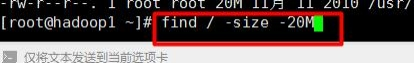 -rw-r--r--. 1 root root 20M 11月 11 2010 /usr/
[root@hadoop1 ~]# find / -size -20M
仅将文本发送到当前选项卡